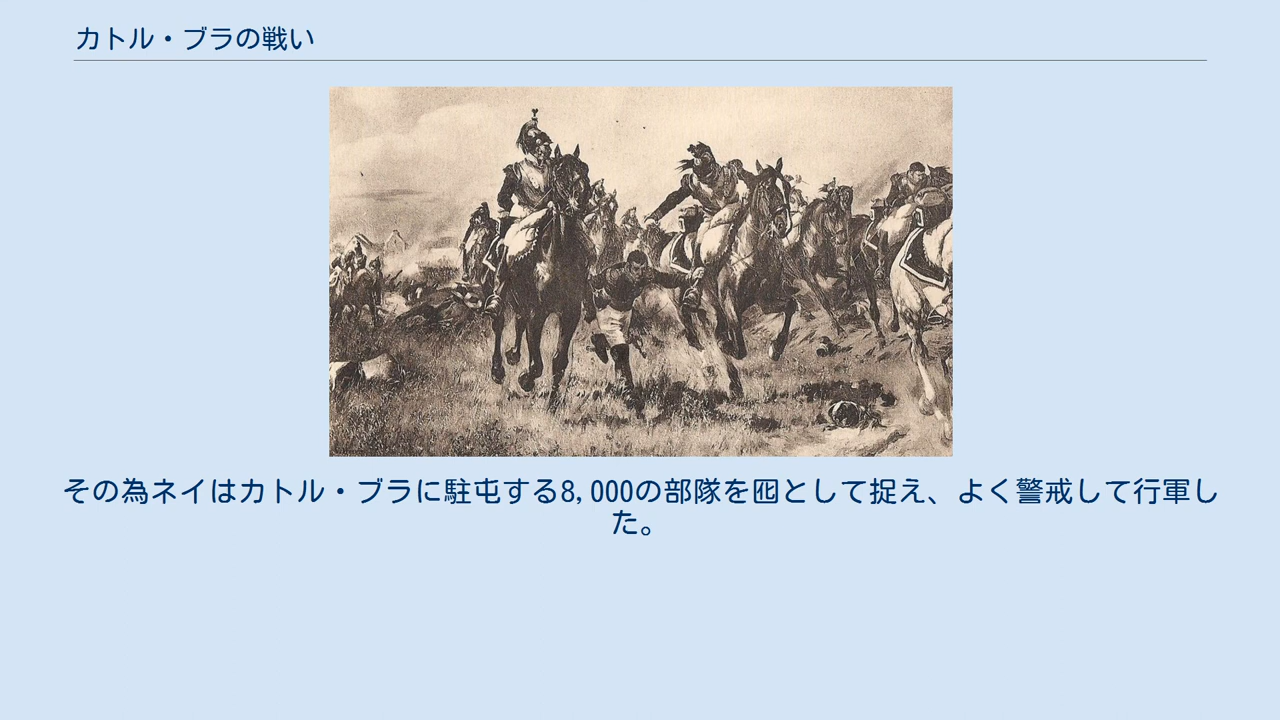 カトル・ブラの戦い
その為ネイはカトル・ブラに駐屯する8,000の部隊を囮として捉え、よく警戒して行軍し
た。